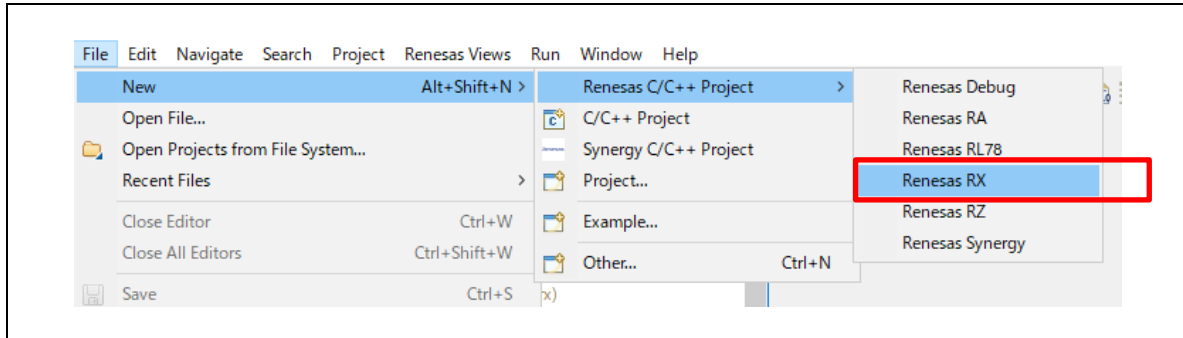 File Edit Navigate Search Project Renesas Views Run Window Help
New Alt+Shift+N >
Open File...
Open Projects from File System...
Recent Files >
Close Editor Ctrl+W
Close All Editors Ctrl+Shift+W
Save Ctrl+S
Renesas C/C++ Project >
C/C++ Project
Synergy C/C++ Project
Project...
Example...
Other... Ctrl+N
Renesas Debug
Renesas RA
Renesas RL78
Renesas RX
Renesas RZ
Renesas Synergy